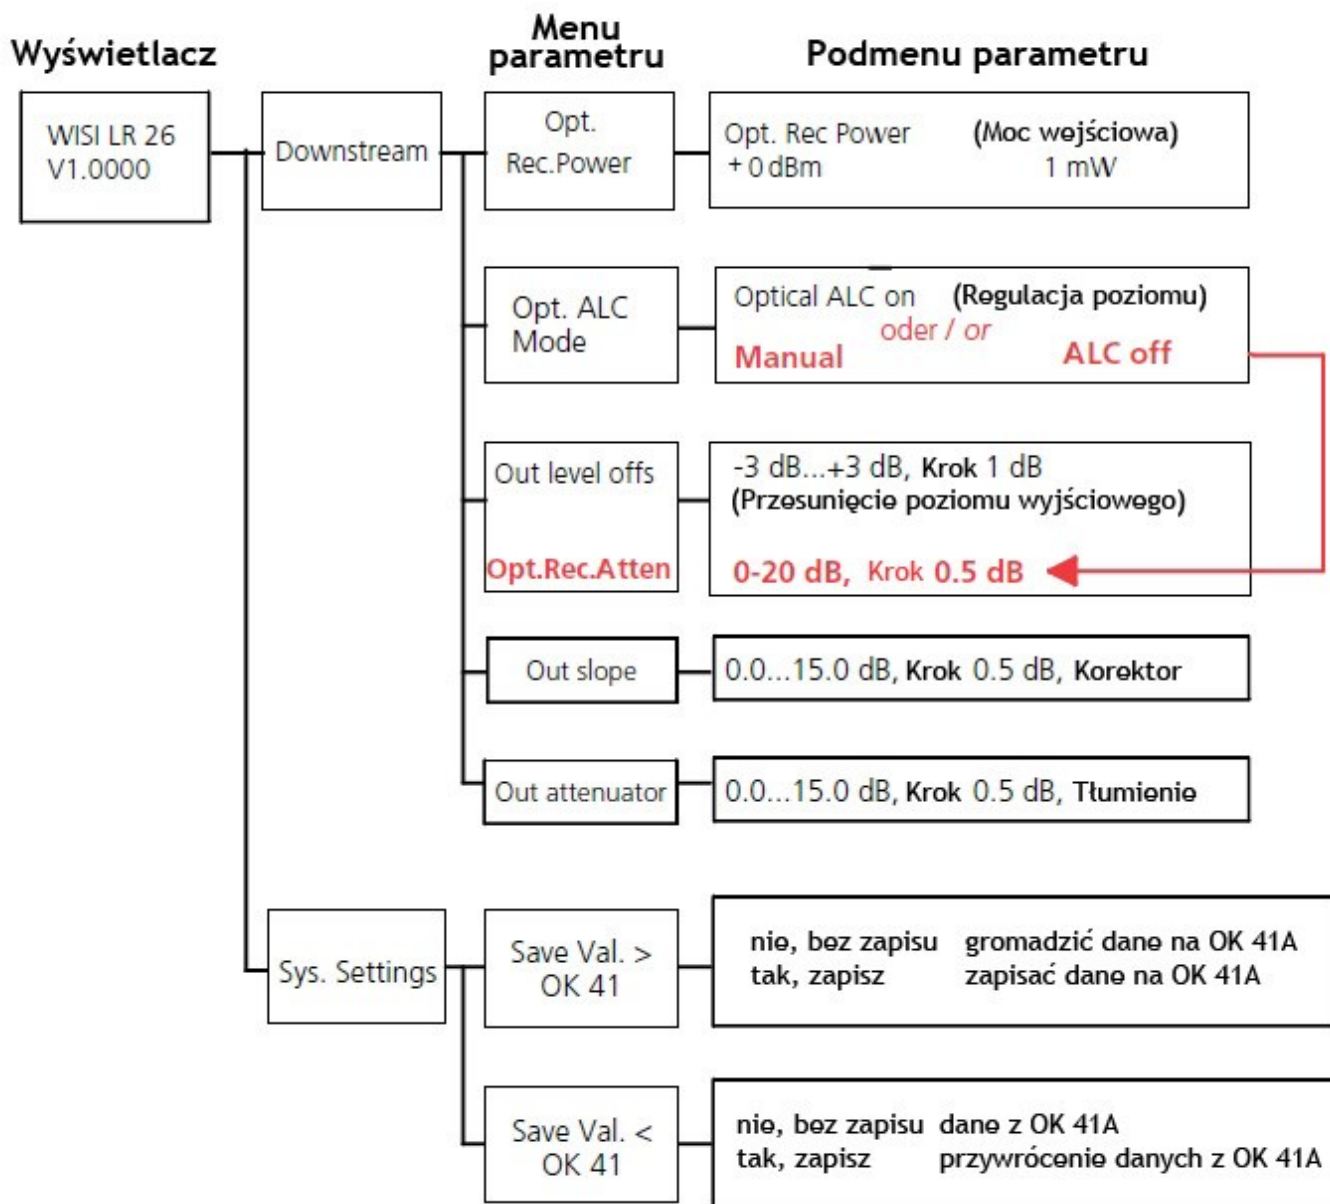 Wyświetlacz
Menu
parametru
Podmenu parametru
WISI LR 26
V1.0000
Downstream
Opt.
Rec.Power
Opt. Rec Power (Moc wejściowa)
+ 0 dBm 1 mW
Opt. ALC
Mode
Optical ALC on (Regulacja poziomu)
oder / or
Manual ALC off
Out level offs
-3 dB...+3 dB, Krok 1 dB
(Przesunięcie poziomu wyjściowego)
Opt.Rec.Atten
0-20 dB, Krok 0.5 dB
Out slope
0.0...15.0 dB, Krok 0.5 dB, Korektor
Out attenuator
0.0...15.0 dB, Krok 0.5 dB, Tłumienie
Sys. Settings
Save Val. >
OK 41
nie, bez zapisu gromadzić dane na OK 41A
tak, zapisz zapisać dane na OK 41A
Save Val. <
OK 41
nie, bez zapisu dane z OK 41A
tak, zapisz przywrócenie danych z OK 41A